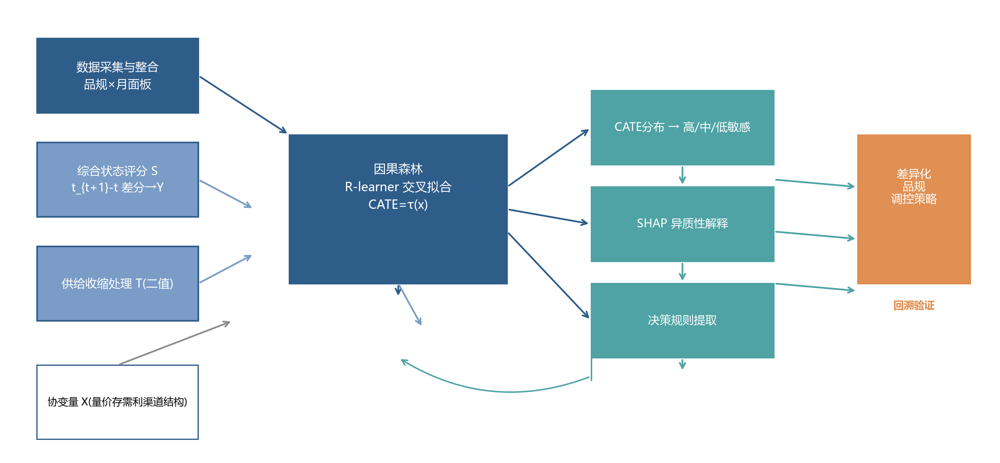 数据采集与整合
品规×月面板
综合状态评分 S
t_{t+1}-t 差分→Y
供给收缩处理 T(二值)
协变量 X(量价存需利渠道结构)
因果森林
R-learner 交叉拟合
CATE=τ(x)
CATE分布 → 高/中/低敏感
SHAP 异质性解释
决策规则提取
差异化
品规
调控策略
回溯验证